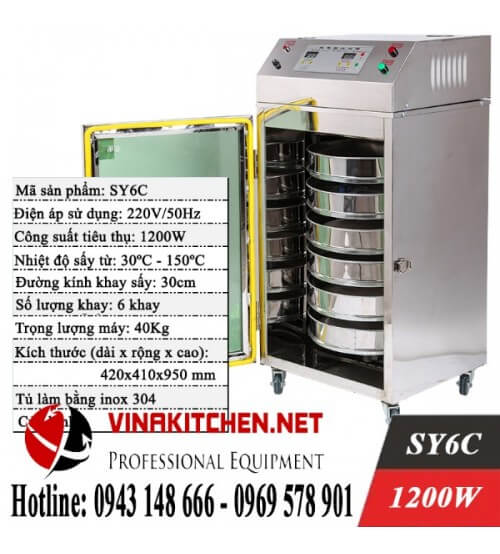 Mã sản phẩm: SY6C
Điện áp sử dụng: 220V/50Hz
Công suất tiêu thụ: 1200W
Nhiệt độ sấy từ: 30ºC - 150ºC
Đường kính khay sấy: 30cm
Số lượng khay: 6 khay
Trọng lượng máy: 40Kg
Kích thước (dài x rộng x cao):
420x410x950 mm
Tủ làm bằng inox 304
VINAKITCHEN.NET
PROFESSIONAL EQUIPMENT
Hotline: 0943 148 666 - 0969 578 901
SY6C
1200W